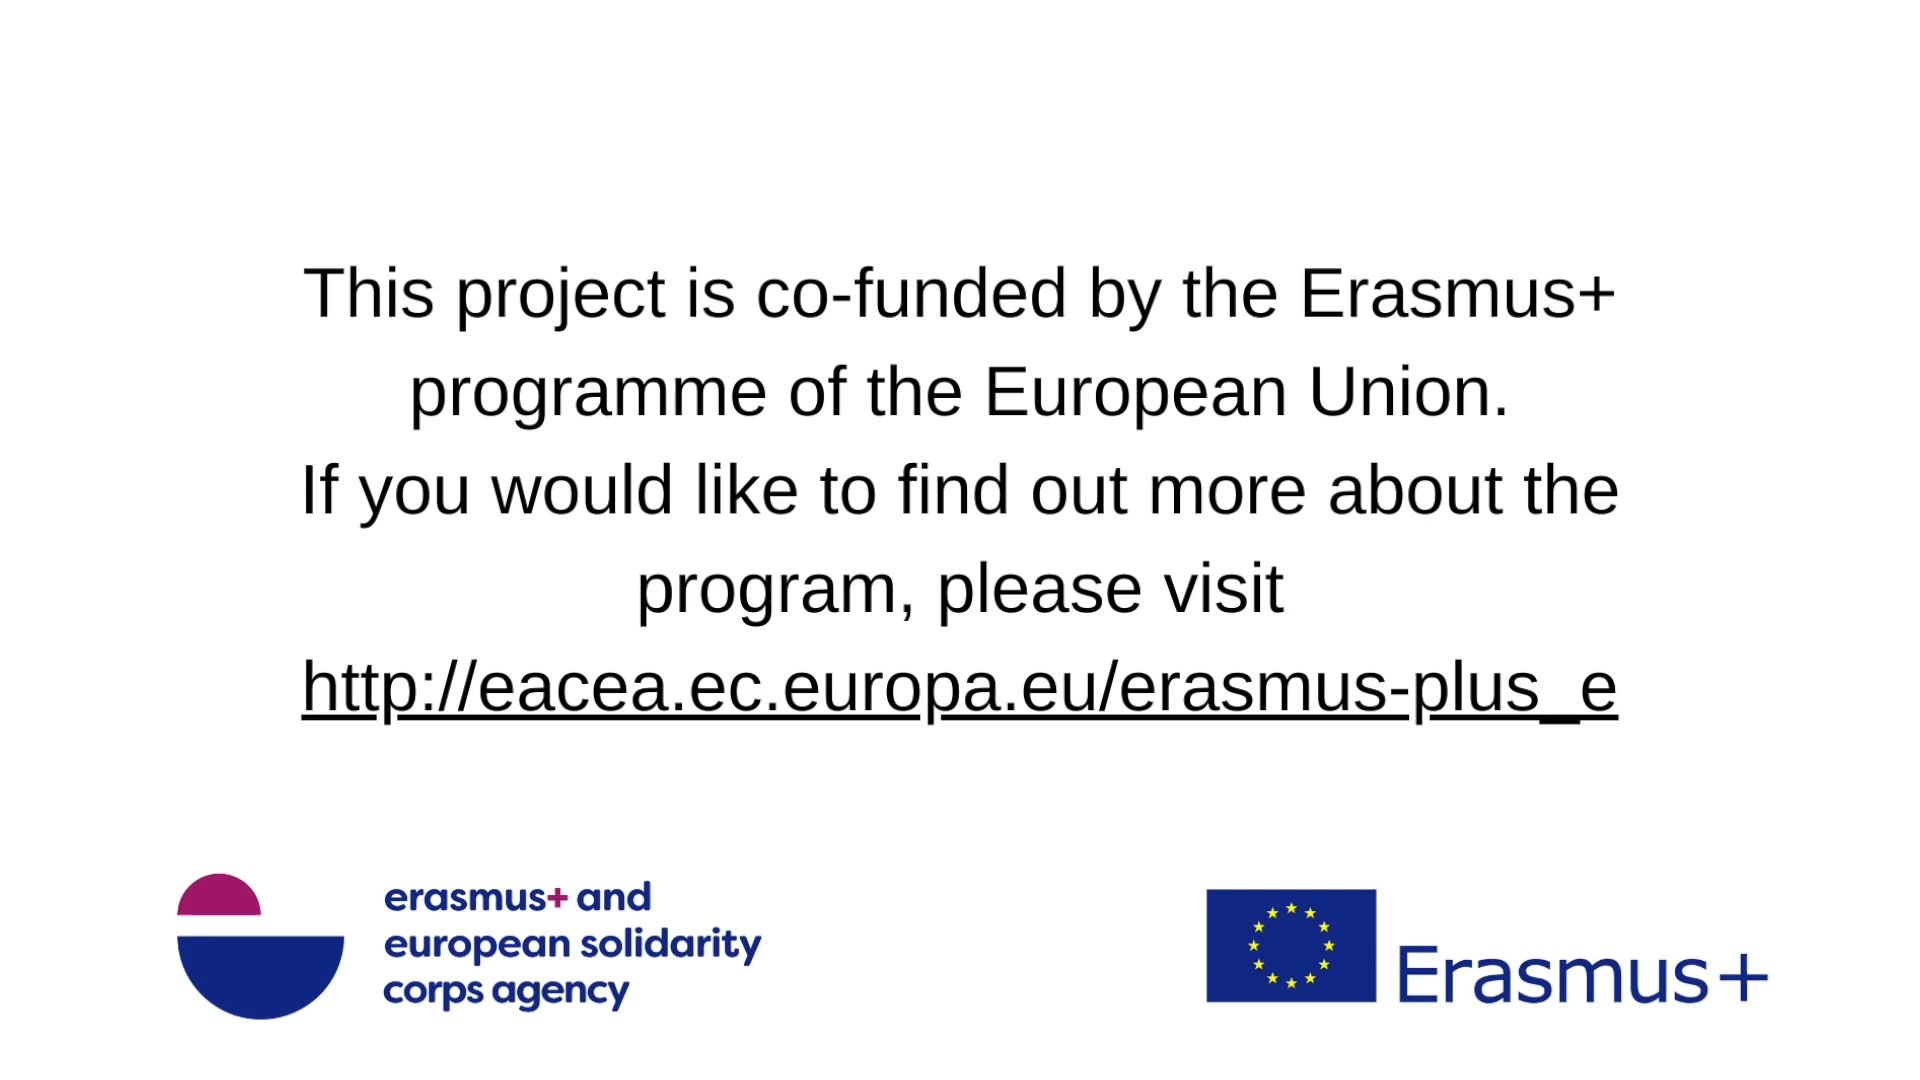 This project is co-funded by the Erasmus+
programme of the European Union.
If you would like to find out more about the
program, please visit
http://eacea.ec.europa.eu/erasmus-plus_e
erasmus+ and
european solidarity
corps agency
Erasmus+